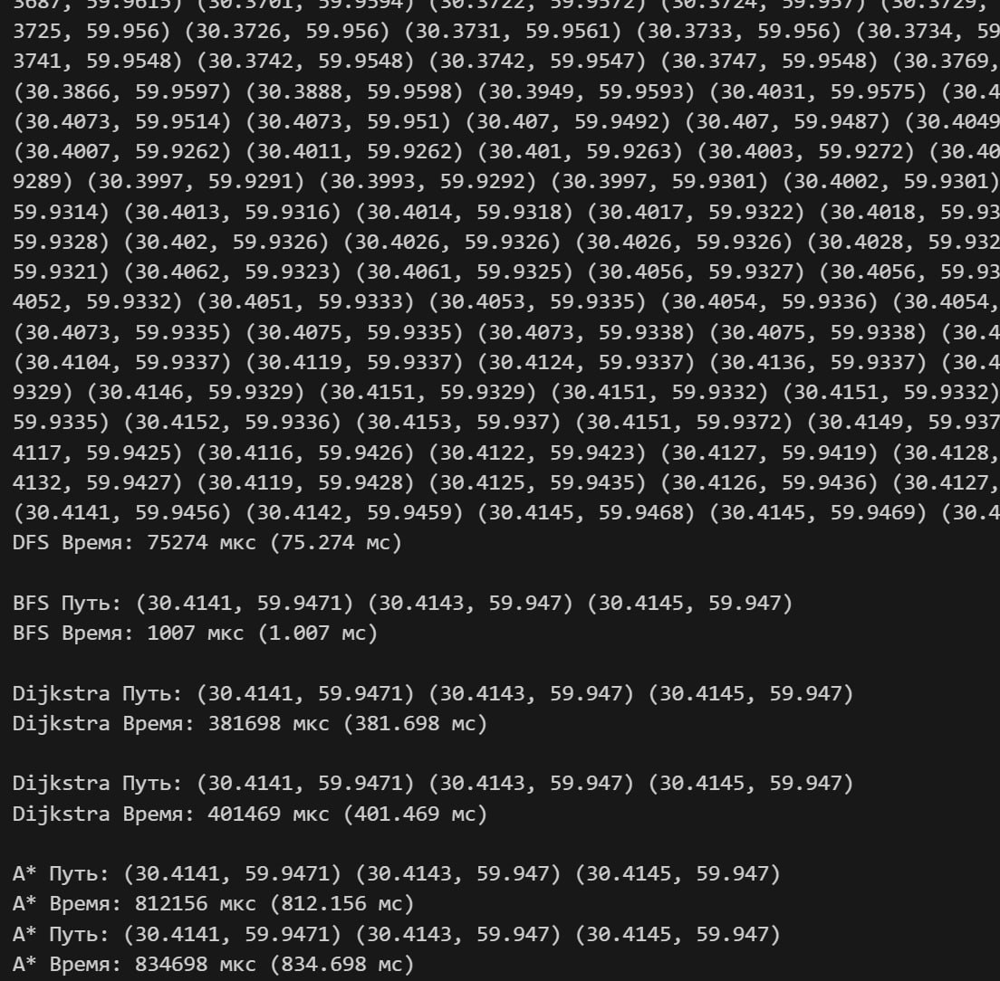 3687, 59.9615) (30.3701, 59.9594) (30.3722, 59.9572) (30.3724, 59.957) (30.3729,
3725, 59.956) (30.3726, 59.956) (30.3731, 59.9561) (30.3733, 59.956) (30.3734, 59
3741, 59.9548) (30.3742, 59.9548) (30.3742, 59.9547) (30.3747, 59.9548) (30.3769,
(30.3866, 59.9597) (30.3888, 59.9598) (30.3949, 59.9593) (30.4031, 59.9575) (30.4
(30.4073, 59.9514) (30.4073, 59.951) (30.407, 59.9492) (30.407, 59.9487) (30.4049
(30.4007, 59.9262) (30.4011, 59.9262) (30.401, 59.9263) (30.4003, 59.9272) (30.40
9289) (30.3997, 59.9291) (30.3993, 59.9292) (30.3997, 59.9301) (30.4002, 59.9301)
59.9314) (30.4013, 59.9316) (30.4014, 59.9318) (30.4017, 59.9322) (30.4018, 59.93
59.9328) (30.402, 59.9326) (30.4026, 59.9326) (30.4026, 59.9326) (30.4028, 59.932
59.9321) (30.4062, 59.9323) (30.4061, 59.9325) (30.4056, 59.9327) (30.4056, 59.93
4052, 59.9332) (30.4051, 59.9333) (30.4053, 59.9335) (30.4054, 59.9336) (30.4054,
(30.4073, 59.9335) (30.4075, 59.9335) (30.4073, 59.9338) (30.4075, 59.9338) (30.4
(30.4104, 59.9337) (30.4119, 59.9337) (30.4124, 59.9337) (30.4136, 59.9337) (30.4
9329) (30.4146, 59.9329) (30.4151, 59.9329) (30.4151, 59.9332) (30.4151, 59.9332)
59.9335) (30.4152, 59.9336) (30.4153, 59.937) (30.4151, 59.9372) (30.4149, 59.937
4117, 59.9425) (30.4116, 59.9426) (30.4122, 59.9423) (30.4127, 59.9419) (30.4128,
4132, 59.9427) (30.4119, 59.9428) (30.4125, 59.9435) (30.4126, 59.9436) (30.4127,
(30.4141, 59.9456) (30.4142, 59.9459) (30.4145, 59.9468) (30.4145, 59.9469) (30.4
DFS Время: 75274 мкс (75.274 мс)
BFS Путь: (30.4141, 59.9471) (30.4143, 59.947) (30.4145, 59.947)
BFS Время: 1007 мкс (1.007 мс)
Dijkstra Путь: (30.4141, 59.9471) (30.4143, 59.947) (30.4145, 59.947)
Dijkstra Время: 381698 мкс (381.698 мс)
Dijkstra Путь: (30.4141, 59.9471) (30.4143, 59.947) (30.4145, 59.947)
Dijkstra Время: 401469 мкс (401.469 мс)
A* Путь: (30.4141, 59.9471) (30.4143, 59.947) (30.4145, 59.947)
A* Время: 812156 мкс (812.156 мс)
A* Путь: (30.4141, 59.9471) (30.4143, 59.947) (30.4145, 59.947)
A* Время: 834698 мкс (834.698 мс)